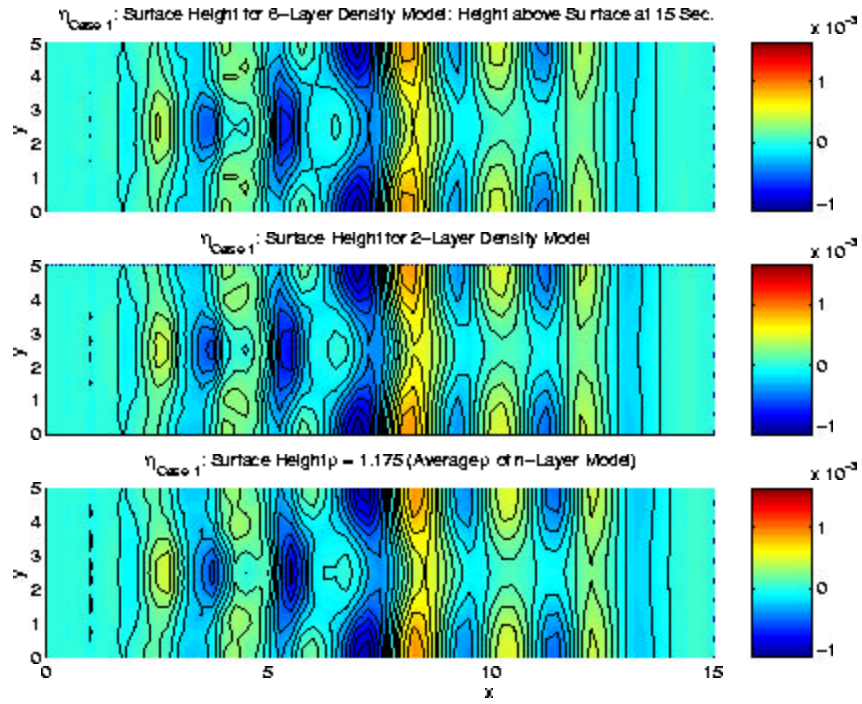 η Case 1 : Surface Height for 6-Layer Density Model: Height above Surface at 15 Sec.
x 10⁻³
5
4
3
2
1
0
y
1
0
−1
η Case 1 : Surface Height for 2-Layer Density Model
x 10⁻³
5
4
3
2
1
0
y
1
0
−1
η Case 1 : Surface Height ρ = 1.175 (Average ρ of n-Layer Model)
x 10⁻³
5
4
3
2
1
0
y
1
0
−1
0 5 10 15
x